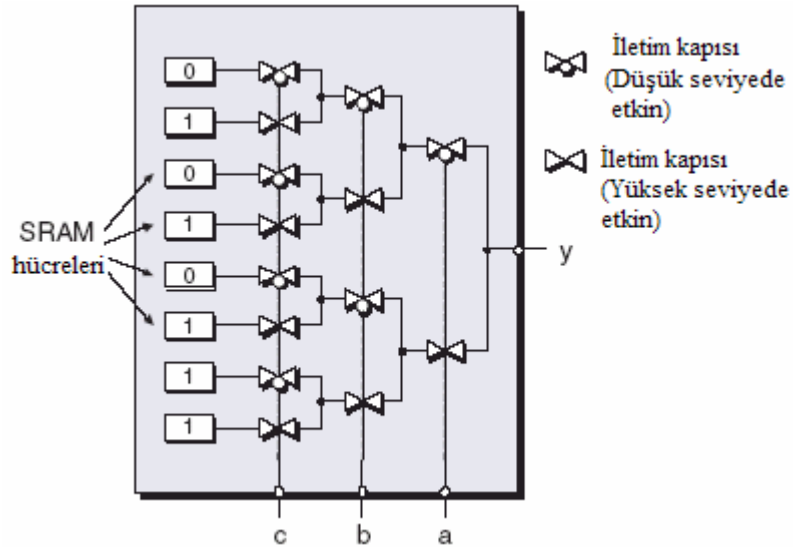 0
1
0
1
0
1
1
1
SRAM
hücreleri
c
b
a
y
İletim kapısı
(Düşük seviyede
etkin)
İletim kapısı
(Yüksek seviyede
etkin)